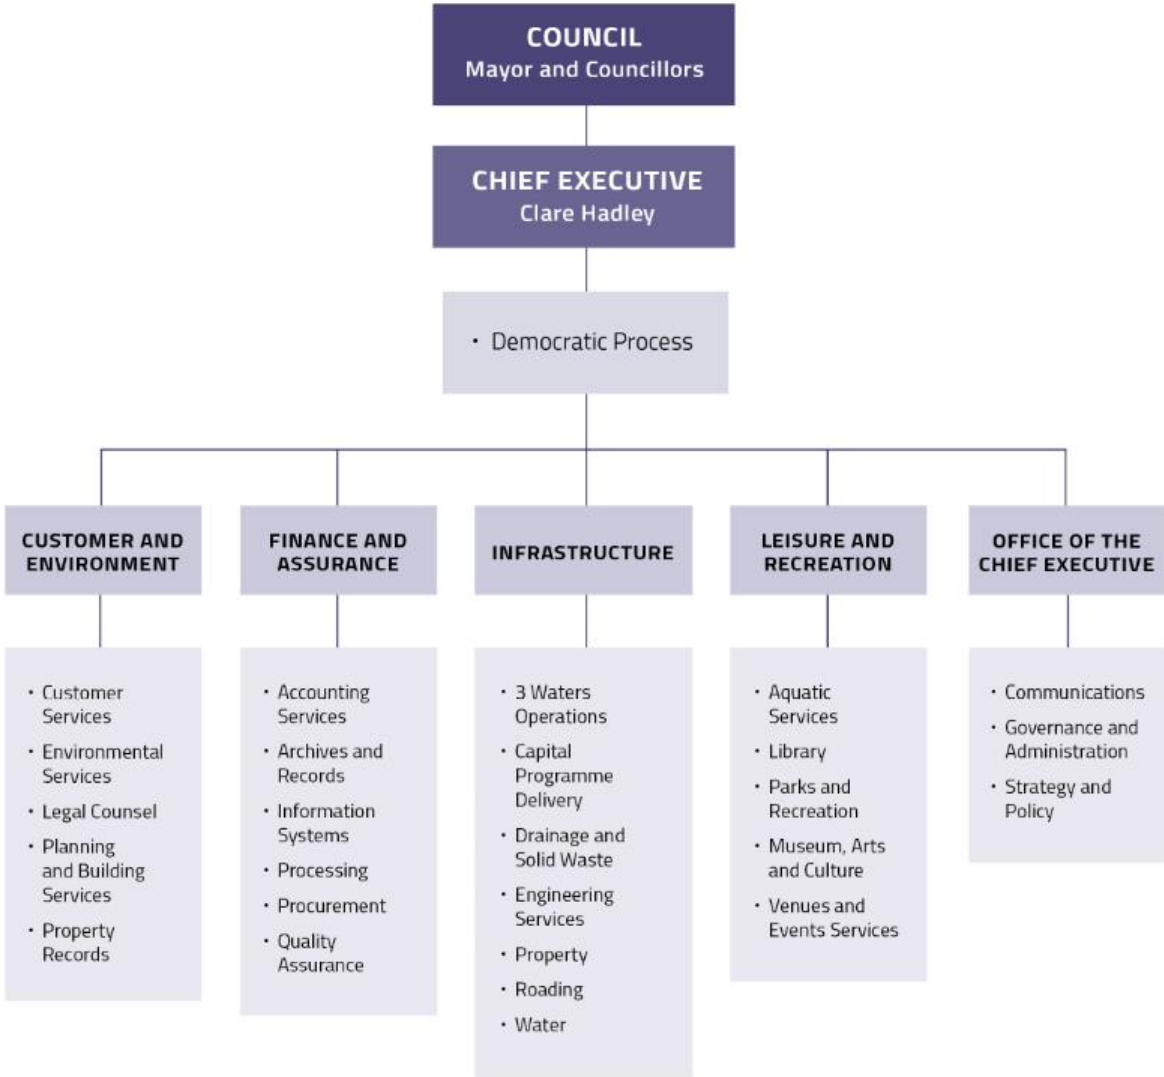 COUNCIL
Mayor and Councillors
CHIEF EXECUTIVE
Clare Hadley
• Democratic Process
CUSTOMER AND
ENVIRONMENT
• Customer
Services
• Environmental
Services
• Legal Counsel
• Planning
and Building
Services
• Property
Records
FINANCE AND
ASSURANCE
• Accounting
Services
• Archives and
Records
• Information
Systems
• Processing
• Procurement
• Quality
Assurance
INFRASTRUCTURE
• 3 Waters
Operations
• Capital
Programme
Delivery
• Drainage and
Solid Waste
• Engineering
Services
• Property
• Roading
• Water
LEISURE AND
RECREATION
• Aquatic
Services
• Library
• Parks and
Recreation
• Museum, Arts
and Culture
• Venues and
Events Services
OFFICE OF THE
CHIEF EXECUTIVE
• Communications
• Governance and
Administration
• Strategy and
Policy